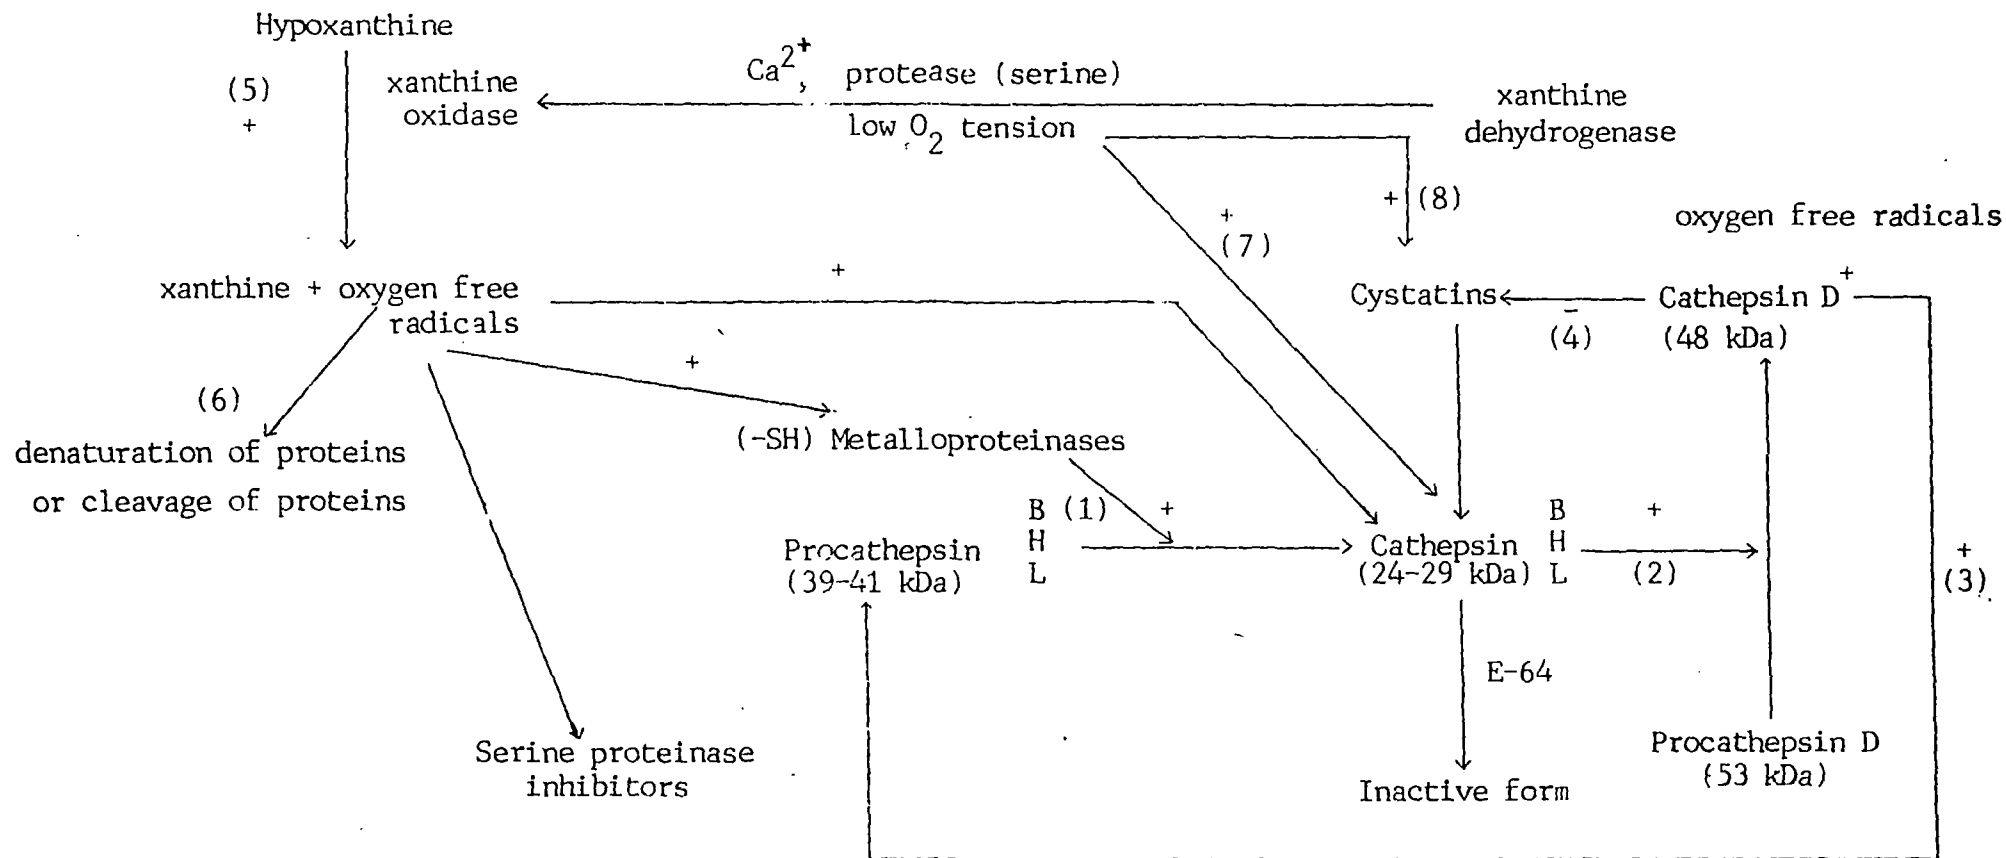 Hypoxanthine
(5)
+
xanthine
oxidase
Ca2+, protease (serine)
low O2 tension
xanthine
dehydrogenase
+ (8)
+
(7)
oxygen free radicals
xanthine + oxygen free
radicals
+
Cystatins
-
(4)
Cathepsin D+
(48 kDa)
+
(6)
denaturation of proteins
or cleavage of proteins
(-SH) Metalloproteinases
(1) +
Procathepsin
(39-41 kDa)
B
H
L
Cathepsin
(24-29 kDa)
B
H
L
+
(2)
+
(3)
E-64
Serine proteinase
inhibitors
Inactive form
Procathepsin D
(53 kDa)